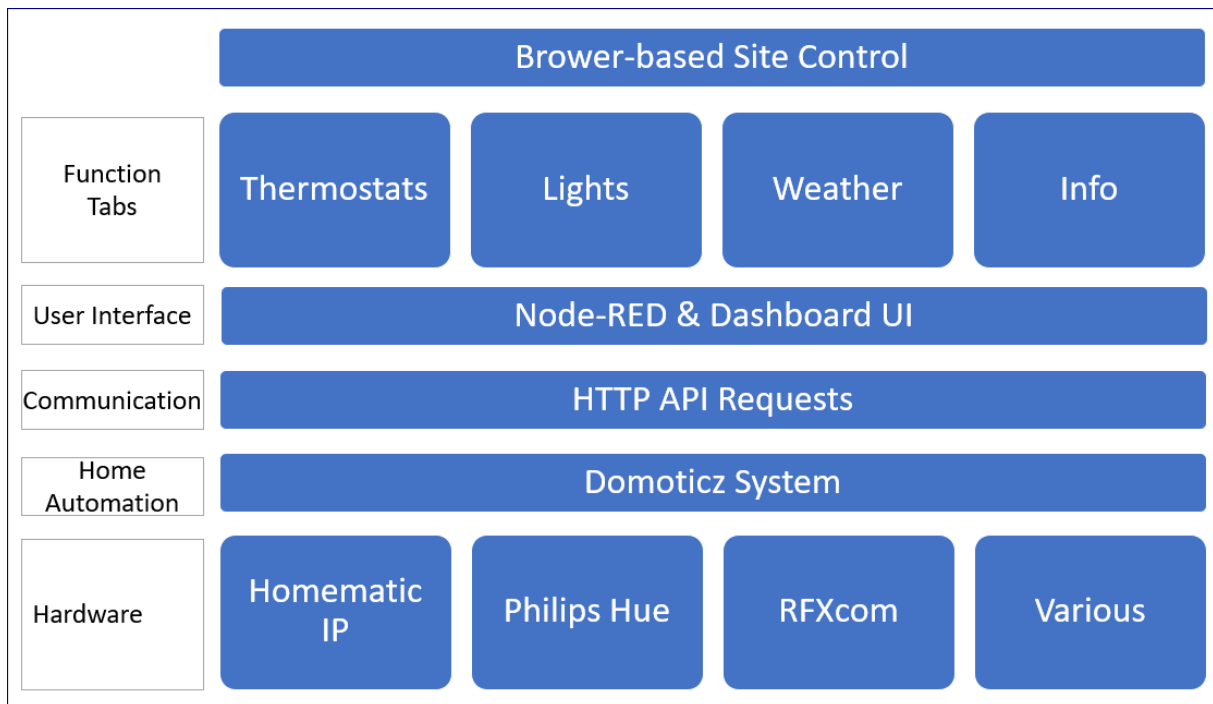 Brower-based Site Control
Function
Tabs
Thermostats
Lights
Weather
Info
User Interface
Node-RED & Dashboard UI
Communication
HTTP API Requests
Home
Automation
Domoticz System
Hardware
Homematic
IP
Philips Hue
RFXcom
Various